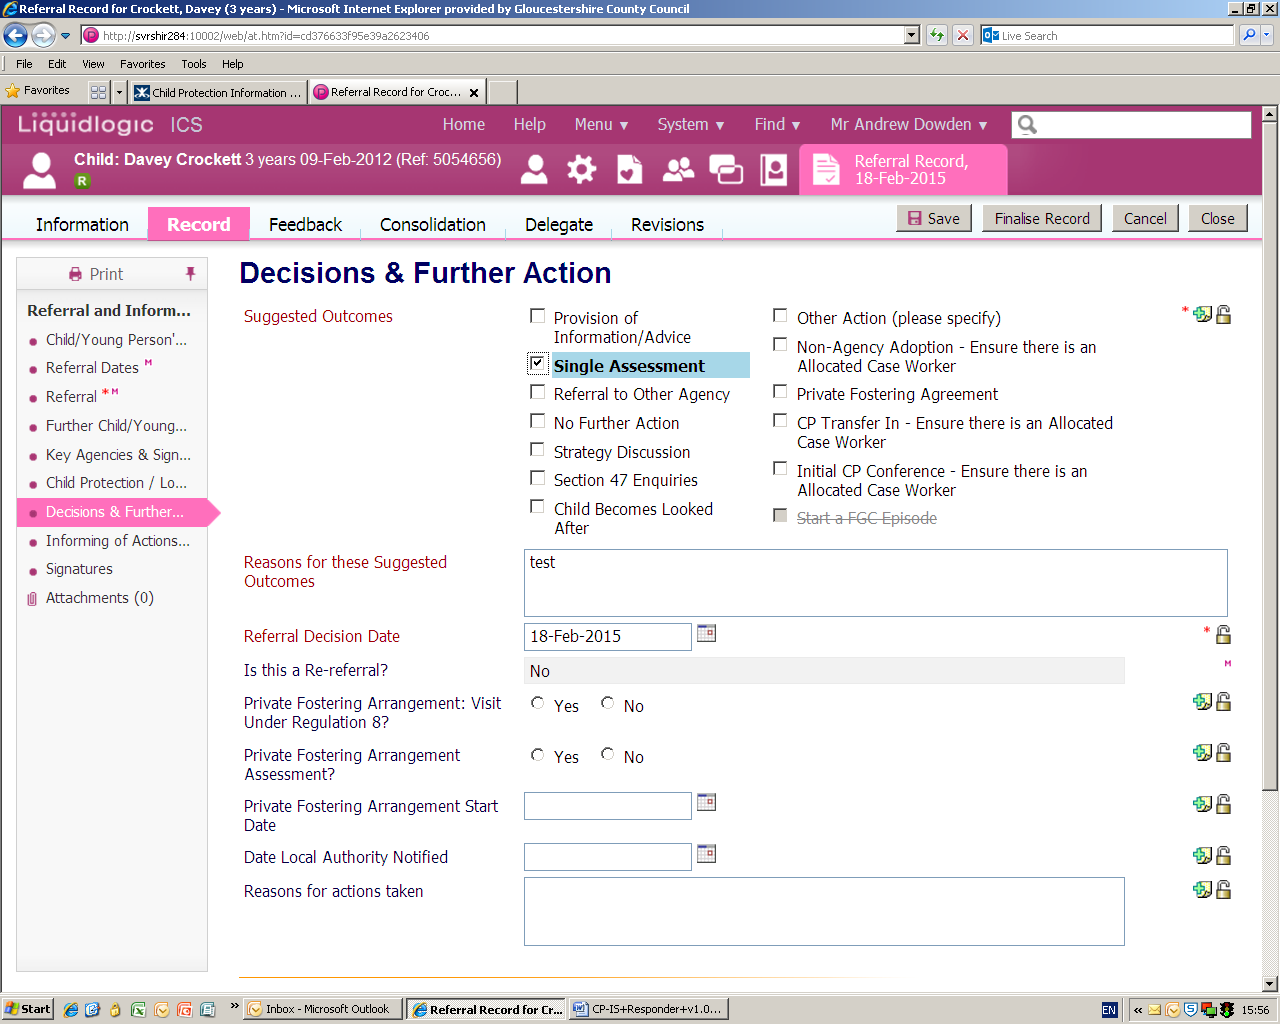 Referral Record for Crockett, Davey (3 years) - Microsoft Internet Explorer provided by Gloucestershire County Council
http://svrshir284:10002/web/at.htm?id=cd376633f95e39a2623406
Live Search
File Edit View Favorites Tools Help
Favorites
Child Protection Information ...
Referral Record for Croc...
Liquidlogic ICS
Home Help Menu ▼ System ▼ Find ▼ Mr Andrew Dowden ▼
Child: Davey Crockett 3 years 09-Feb-2012 (Ref: 5054656)
R
Referral Record,
18-Feb-2015
Information Record Feedback Consolidation Delegate Revisions
Save Finalise Record Cancel Close
Print
Referral and Inform...
Child/Young Person'...
Referral Dates M
Referral * M
Further Child/Young...
Key Agencies & Sign...
Child Protection / Lo...
Decisions & Further...
Informing of Actions...
Signatures
Attachments (0)
Decisions & Further Action
Suggested Outcomes
Provision of
Information/Advice
Single Assessment
Referral to Other Agency
No Further Action
Strategy Discussion
Section 47 Enquiries
Child Becomes Looked
After
Other Action (please specify)
Non-Agency Adoption - Ensure there is an
Allocated Case Worker
Private Fostering Agreement
CP Transfer In - Ensure there is an Allocated
Case Worker
Initial CP Conference - Ensure there is an
Allocated Case Worker
Start a FGC Episode
*
Reasons for these Suggested
Outcomes
test
Referral Decision Date
18-Feb-2015
*
Is this a Re-referral?
No
M
Private Fostering Arrangement: Visit
Under Regulation 8?
Yes No
Private Fostering Arrangement
Assessment?
Yes No
Private Fostering Arrangement Start
Date
Date Local Authority Notified
Reasons for actions taken
Start
»
Inbox - Microsoft Outlook
Referral Record for Cr...
CP-IS+Responder+v1.0...
EN
«
15:56